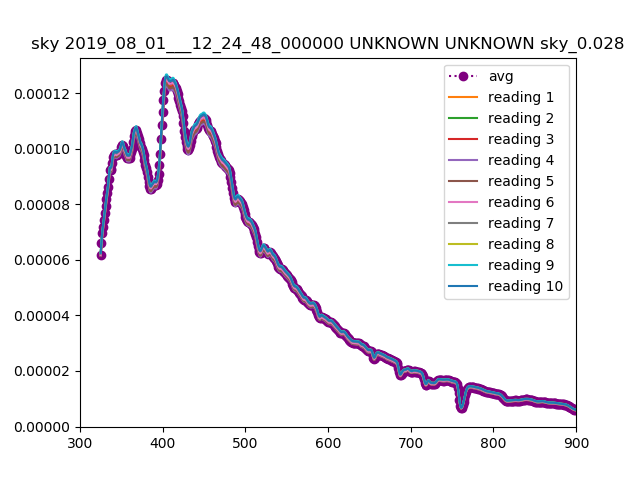 sky 2019_08_01___12_24_48_000000 UNKNOWN UNKNOWN sky_0.028
avg
reading 1
reading 2
reading 3
reading 4
reading 5
reading 6
reading 7
reading 8
reading 9
reading 10
0.00012
0.00010
0.00008
0.00006
0.00004
0.00002
0.00000
300 400 500 600 700 800 900